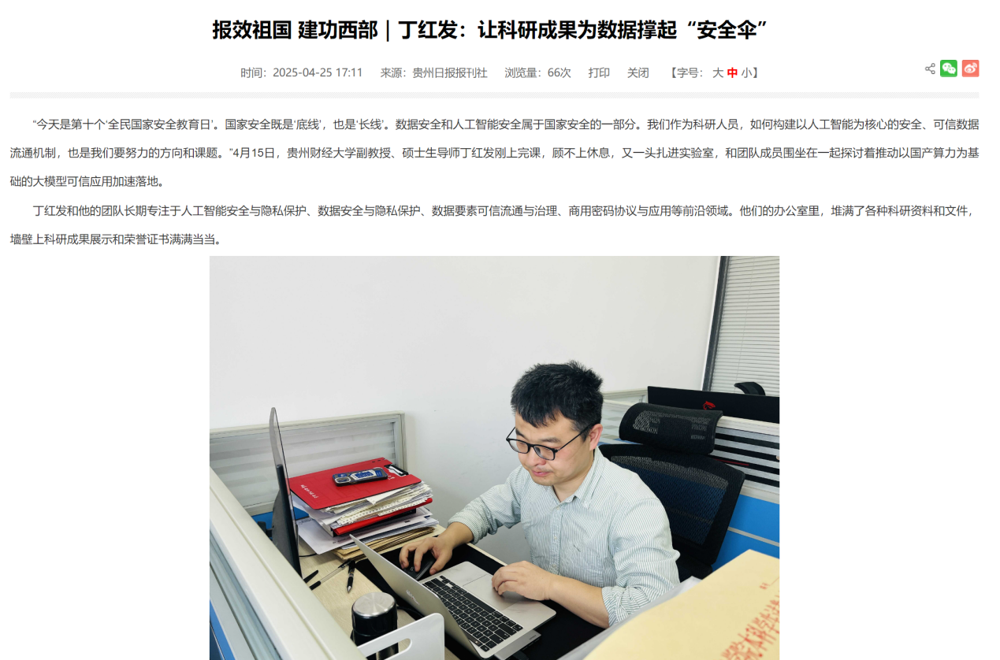 报效祖国 建功西部 | 丁红发：让科研成果为数据撑起“安全伞”
时间：2025-04-25 17:11 来源：贵州日报报刊社 浏览量：66次 打印 关闭 【字号： 大 中 小】
“今天是第十个‘全民国家安全教育日’。国家安全既是‘底线’，也是‘长线’。数据安全和人工智能安全属于国家安全的一部分。我们作为科研人员，如何构建以人工智能为核心的安全、可信数据
流通机制，也是我们要努力的方向和课题。”4月15日，贵州财经大学副教授、硕士生导师丁红发刚上完课，顾不上休息，又一头扎进实验室，和团队成员围坐在一起探讨着推动以国产算力为基
础的大模型可信应用加速落地。
丁红发和他的团队长期专注于人工智能安全与隐私保护、数据安全与隐私保护、数据要素可信流通与治理、商用密码协议与应用等前沿领域。他们的办公室里，堆满了各种科研资料和文件，
墙壁上科研成果展示和荣誉证书满满当当。